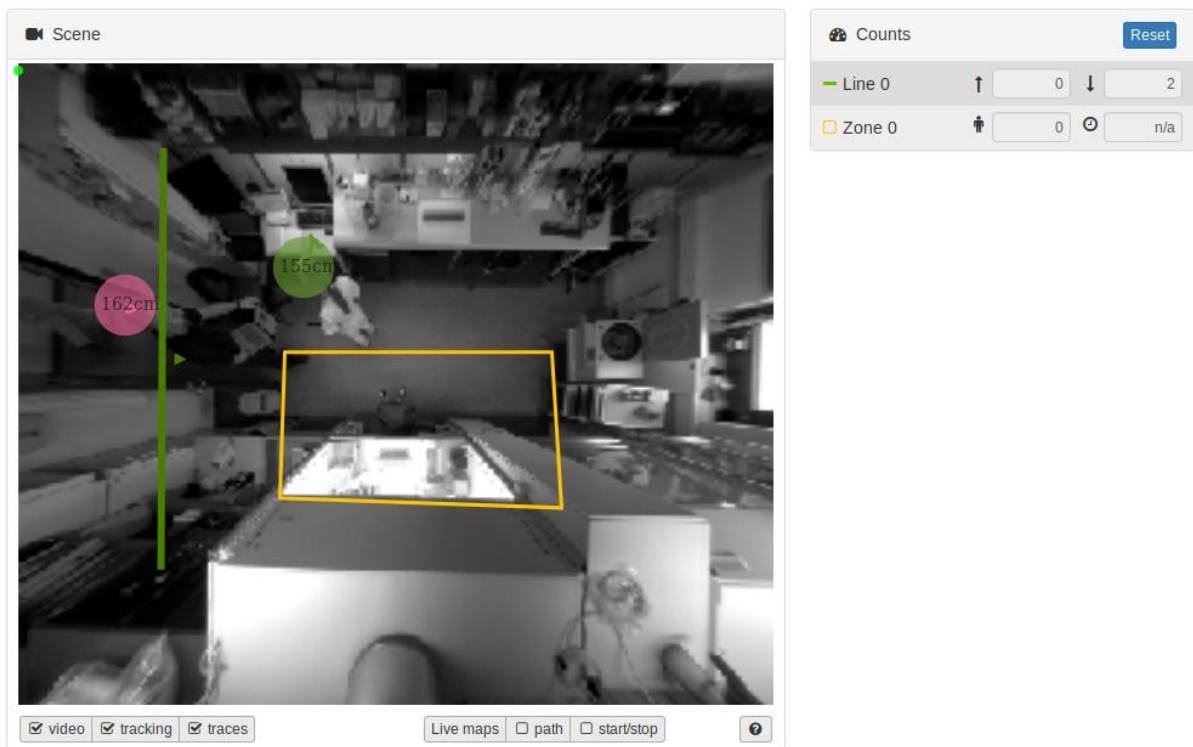 Scene
155cm
162cm
video tracking traces Live maps path start/stop
Counts Reset
Line 0 0 2
Zone 0 0 n/a